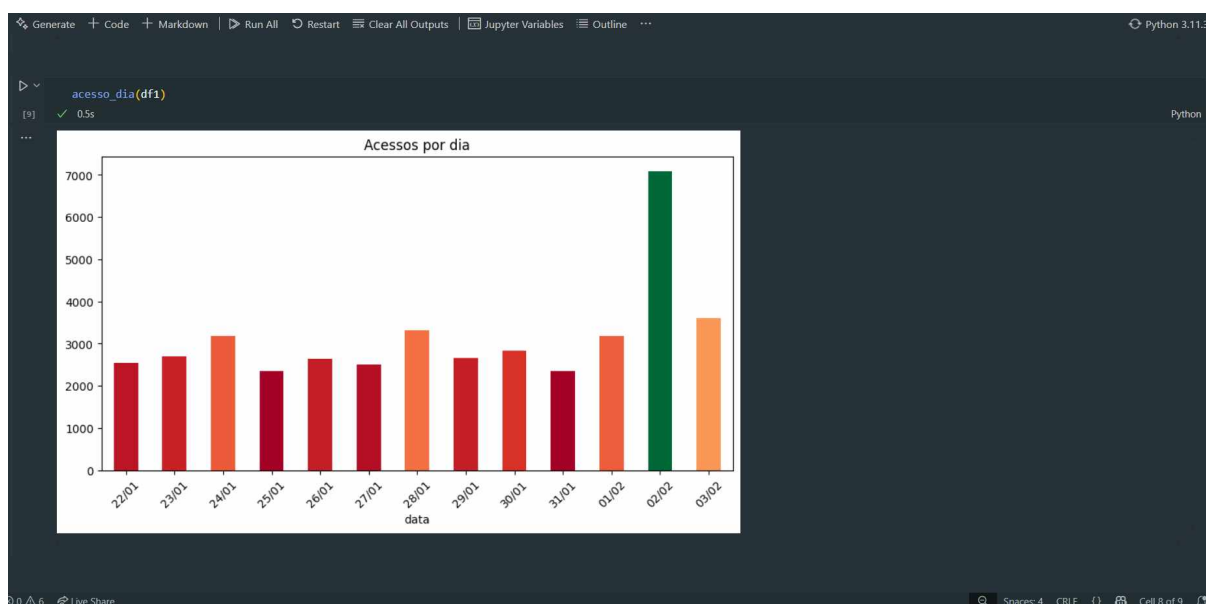 Generate + Code + Markdown | Run All Restart Clear All Outputs | Jupyter Variables Outline ··· Python 3.11.3
acesso_dia(df1)
[9] ✓ 0.5s Python
...
Acessos por dia
7000
6000
5000
4000
3000
2000
1000
0
22/01 23/01 24/01 25/01 26/01 27/01 28/01 29/01 30/01 31/01 01/02 02/02 03/02
data
0 6 Live Share Spaces: 4 CRLF {} Cell 8 of 9